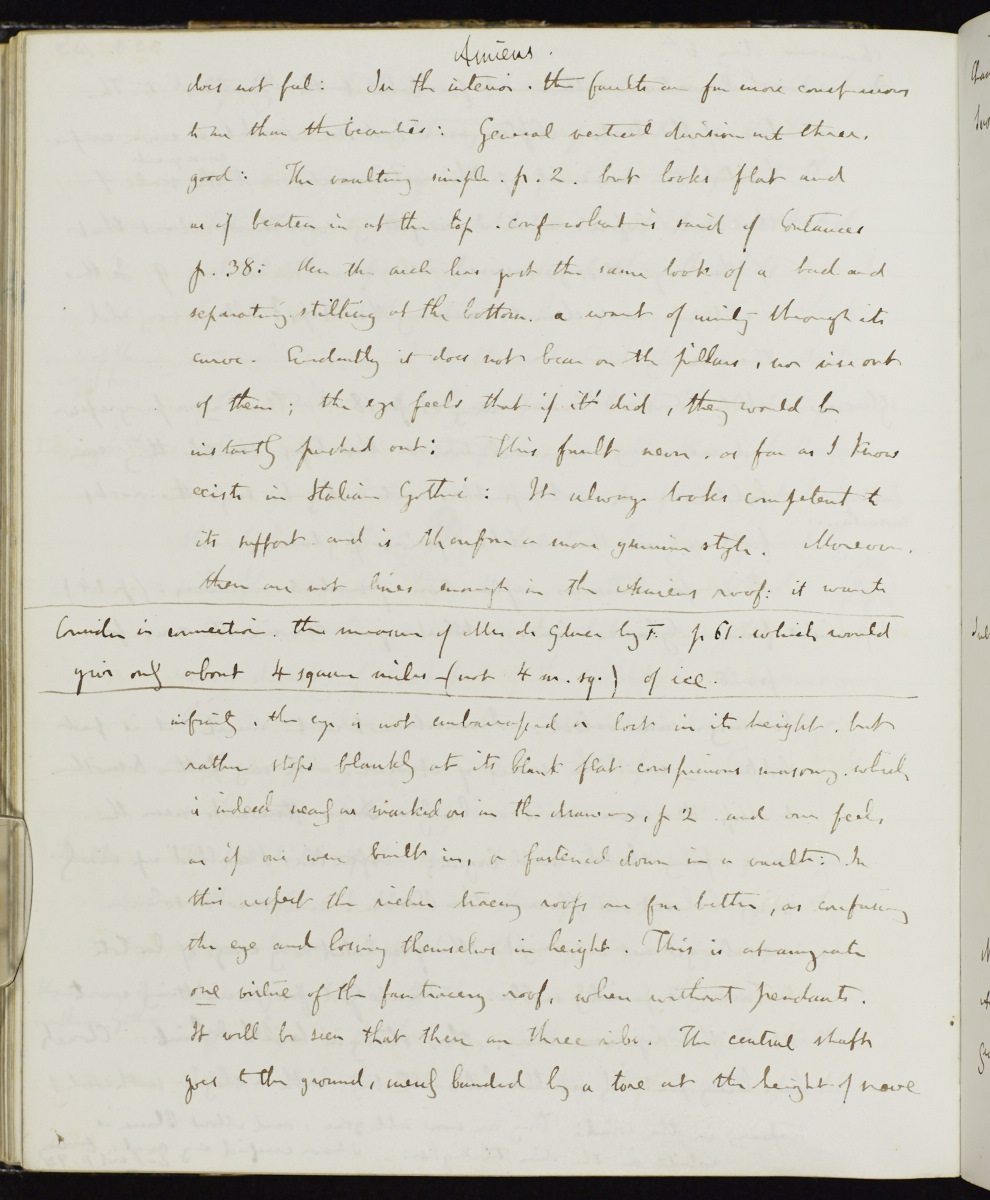 Amiens.
does not feel: In the interior. the faults are far more conspicuous
to me than the beauties: General vertical division into three,
good: The vaulting simple. p. 2. but looks flat and
as if beaten in at the top. conf what is said of Coutances
p. 38: then the arch has just the same look of a bad and
separating stilting at the bottom. a want of unity through its
curve. Evidently it does not bear on the pillars, nor rise out
of them; the eye feels that if it did, they would be
instantly pushed out: This fault never. as far as I know
exists in Italian Gothic: It always looks competent to
its support and is therefore a more genuine style. Moreover.
there are not lines enough in the Amiens roof: it wants
Consider in connection. the measure of Mer de Glace by F. p 61. which would
give only about 4 square miles - (not 4 m. sq.) of ice.
infinity, the eye is not embarrassed or lost in its height. but
rather stops blankly at its blank flat conspicuous masonry. which
is indeed nearly as marked as in the drawing, p 2 and one feels
as if one were built in, or fastened down in a vault: In
this respect the richer tracery roofs are far better, as confusing
the eye and losing themselves in height. This is at any rate
one virtue of the fan tracery roof, when without pendants.
It will be seen that there are three ribs. The central shaft
goes to the ground, merely banded by a tore at the height of nave